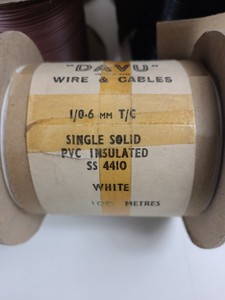 "DAVU"
WIRE & CABLES
1/0·6 MM T/C
SINGLE SOLID
PVC INSULATED
SS 4410
WHITE
METRES